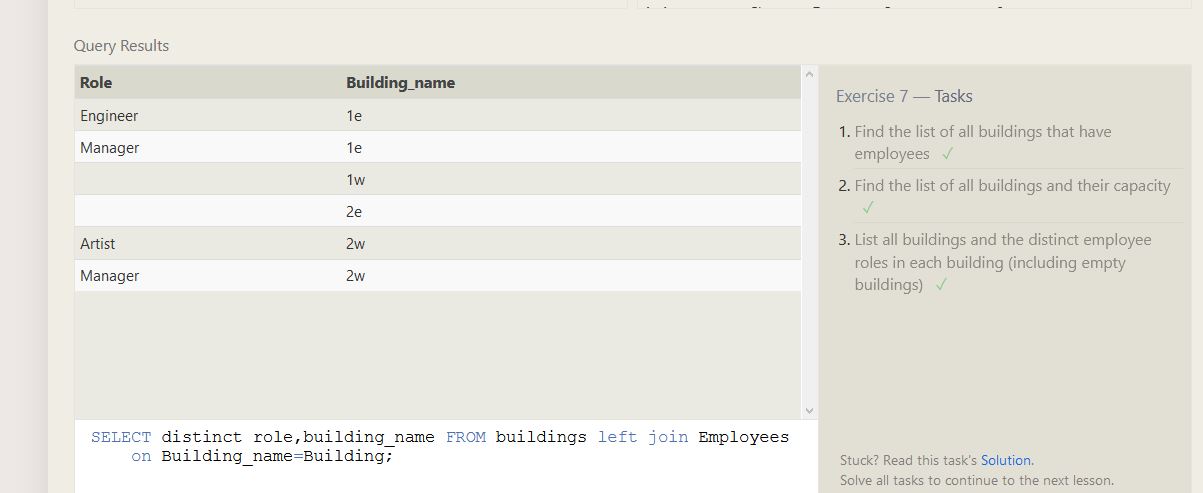 Query Results
Role Building_name
Engineer 1e
Manager 1e
1w
2e
Artist 2w
Manager 2w
SELECT distinct role,building_name FROM buildings left join Employees
on Building_name=Building;
Exercise 7 — Tasks
1. Find the list of all buildings that have
employees ✓
2. Find the list of all buildings and their capacity
✓
3. List all buildings and the distinct employee
roles in each building (including empty
buildings) ✓
Stuck? Read this task's Solution.
Solve all tasks to continue to the next lesson.